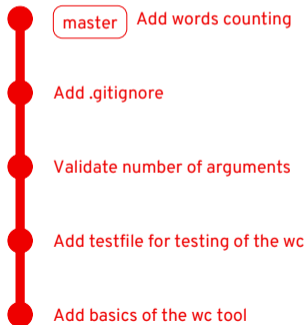 master Add words counting
Add .gitignore
Validate number of arguments
Add testfile for testing of the wc
Add basics of the wc tool